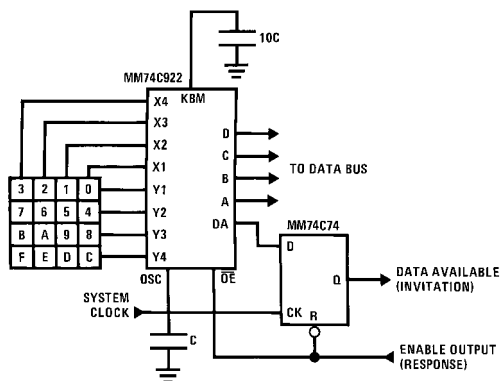 10C
MM74C922
KBM
X4
X3
X2
X1
Y1
Y2
Y3
Y4
D
C
B
A
DA
TO DATA BUS
3 2 1 0
7 6 5 4
B A 9 8
F E D C
OSC
OE
MM74C74
D
Q
CK
R
DATA AVAILABLE
(INVITATION)
SYSTEM
CLOCK
C
ENABLE OUTPUT
(RESPONSE)